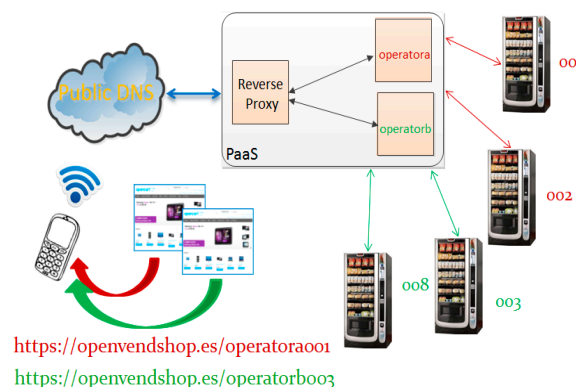 Public DNS
Reverse
Proxy
operatora
operatorb
PaaS
00
002
008
003
https://openvendshop.es/operatora001
https://openvendshop.es/operatorb003